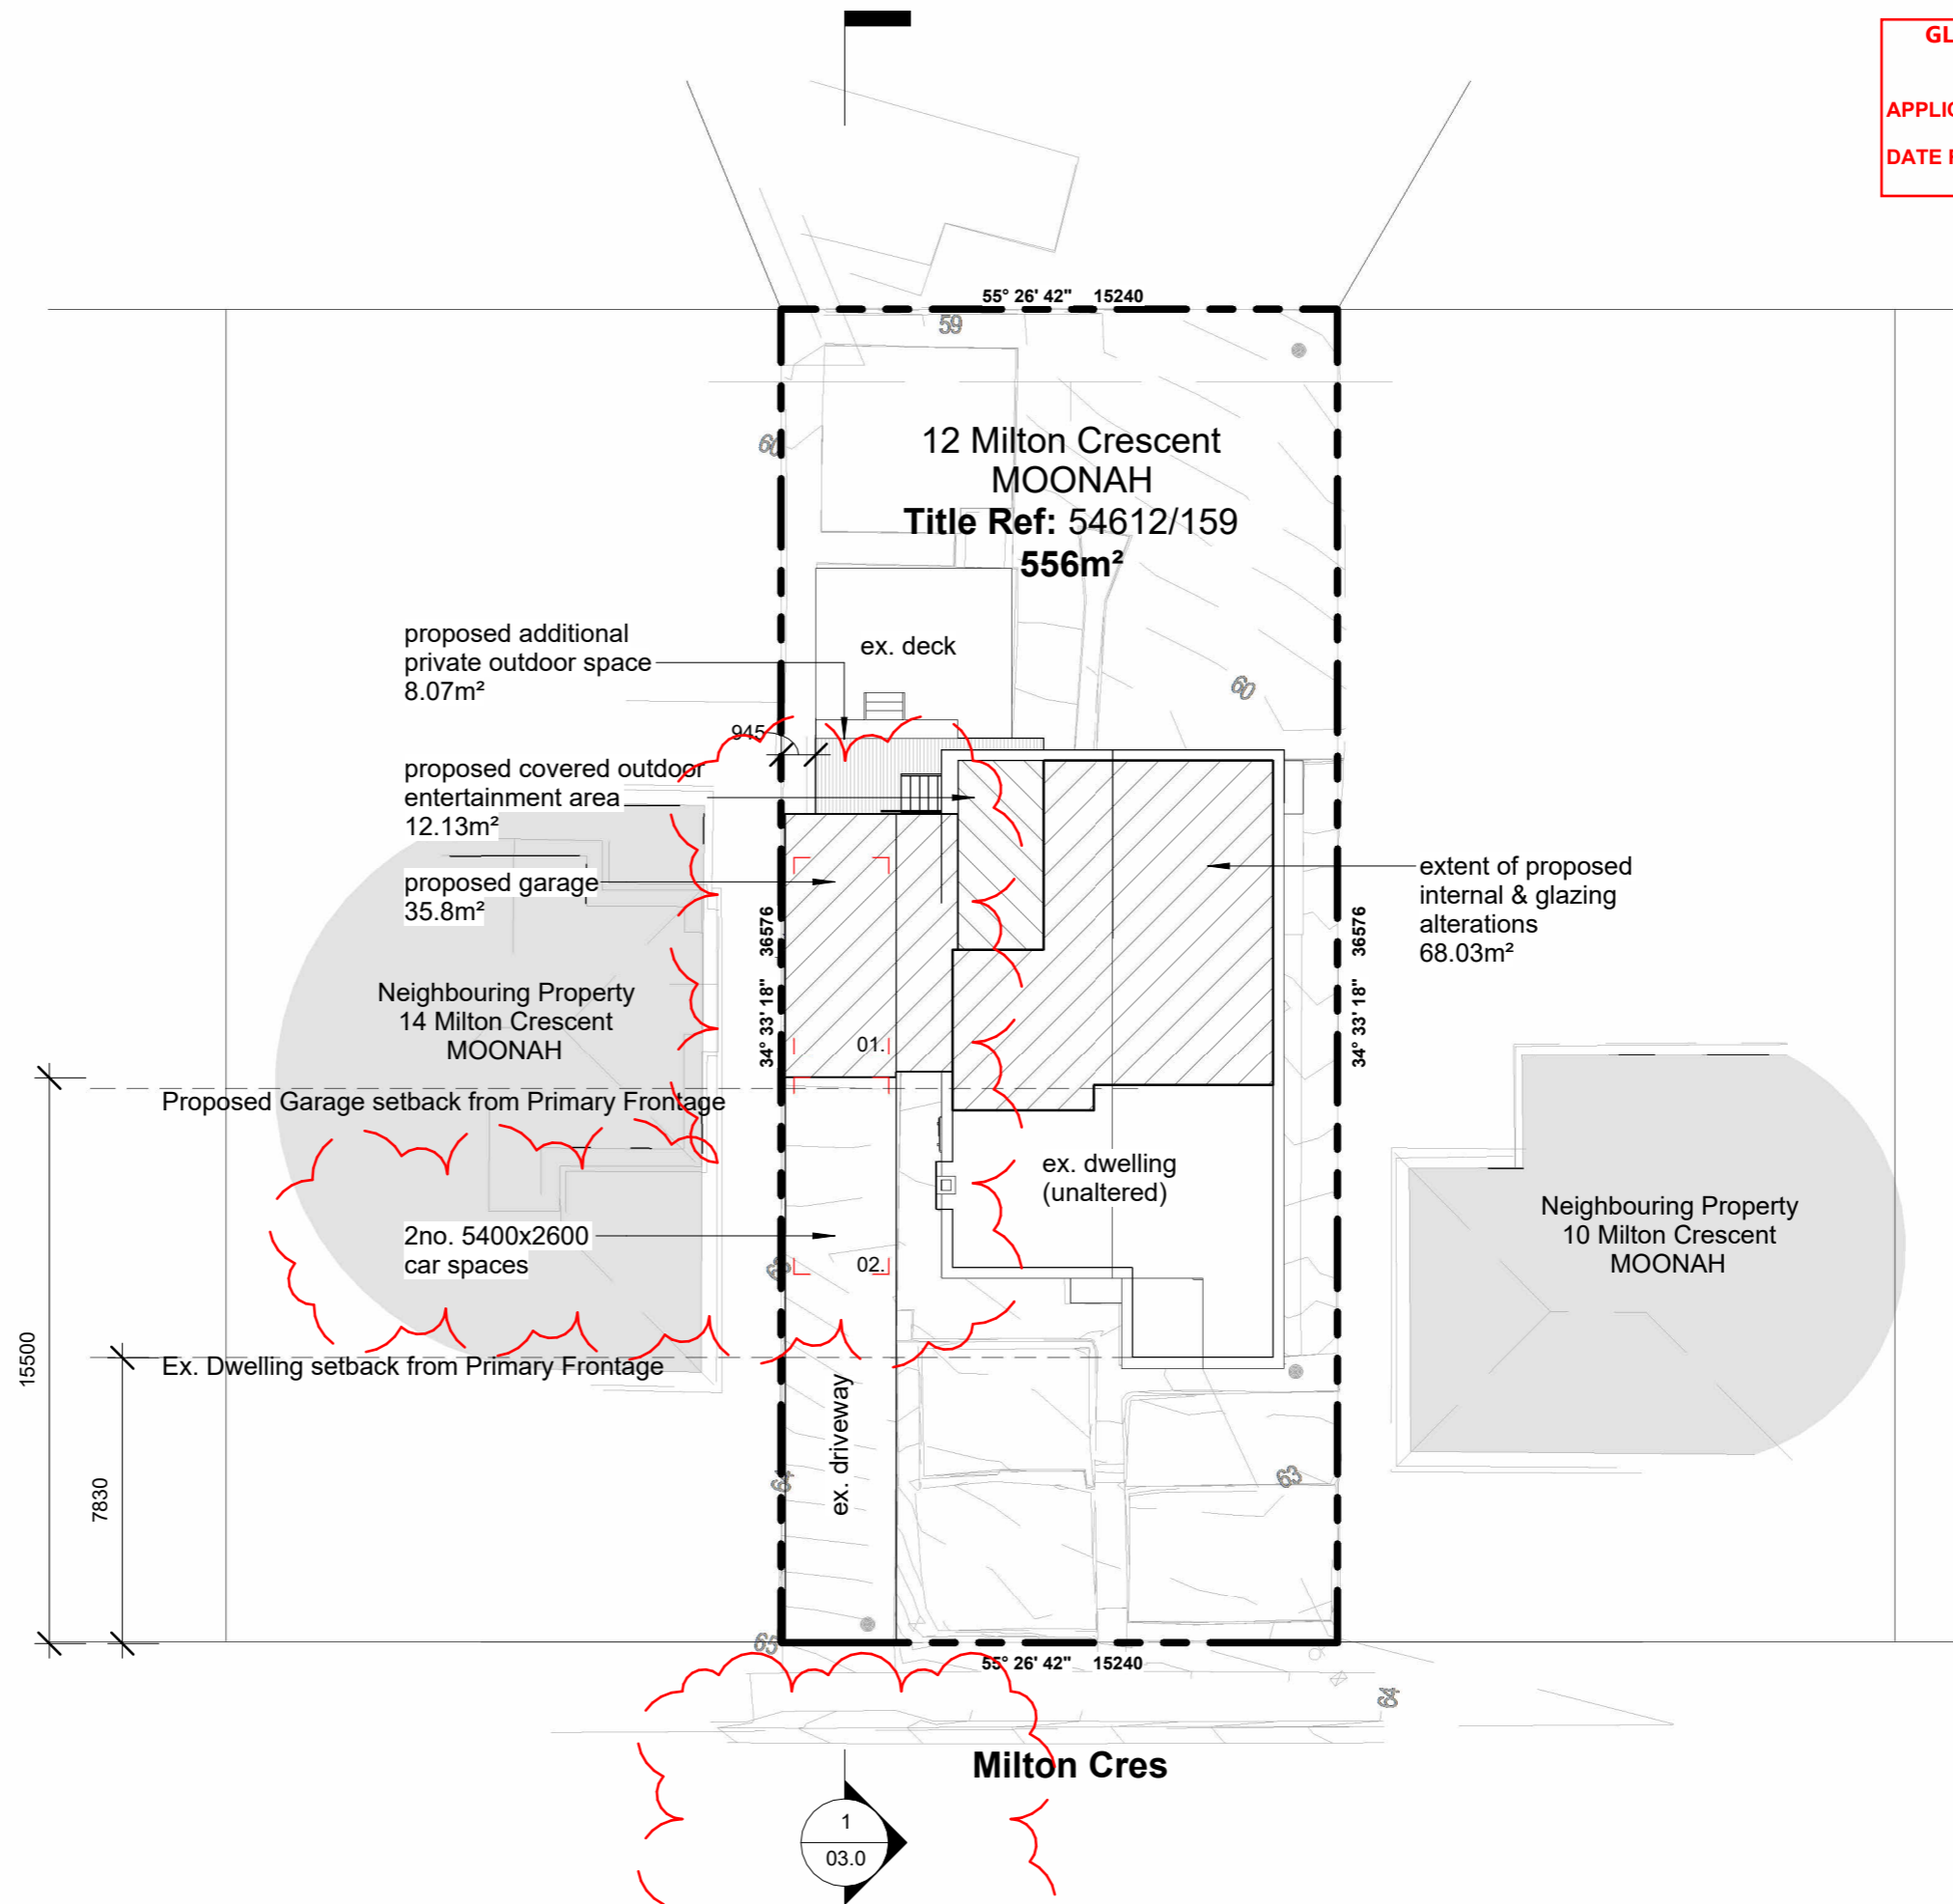 GL
APPLIC
DATE
55° 26' 42" 15240
59
60
12 Milton Crescent
MOONAH
Title Ref: 54612/159
556m²
proposed additional
private outdoor space
8.07m²
ex. deck
60
945
proposed covered outdoor
entertainment area
12.13m²
proposed garage
35.8m²
extent of proposed
internal & glazing
alterations
68.03m²
34° 33' 18" 36576
34° 33' 18" 36576
Neighbouring Property
14 Milton Crescent
MOONAH
01.
Proposed Garage setback from Primary Frontage
ex. dwelling
(unaltered)
Neighbouring Property
10 Milton Crescent
MOONAH
2no. 5400x2600
car spaces
02.
15500
Ex. Dwelling setback from Primary Frontage
ex. driveway
7830
64
63
65
55° 26' 42" 15240
64
Milton Cres
1
03.0